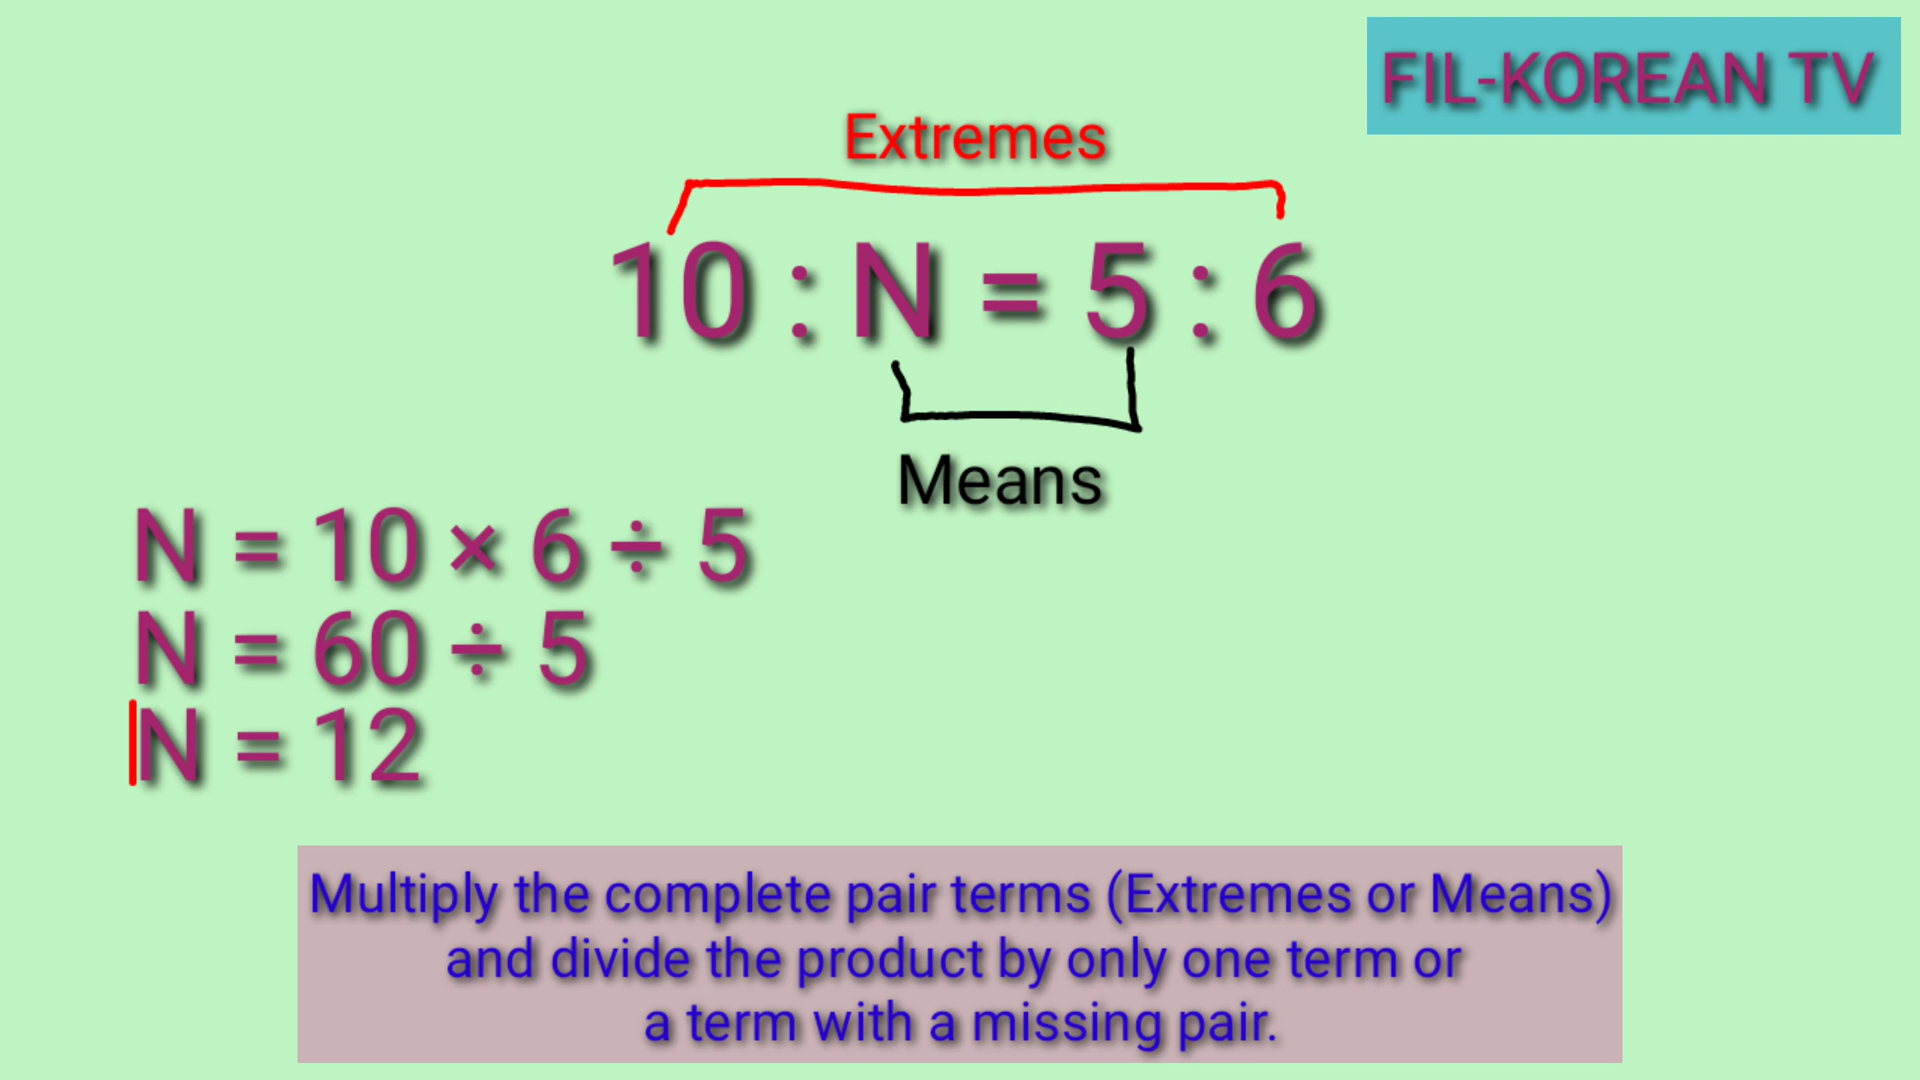 FIL-KOREAN TV
Extremes
10 : N = 5 : 6
Means
N = 10 × 6 ÷ 5
N = 60 ÷ 5
N = 12
Multiply the complete pair terms (Extremes or Means)
and divide the product by only one term or
a term with a missing pair.